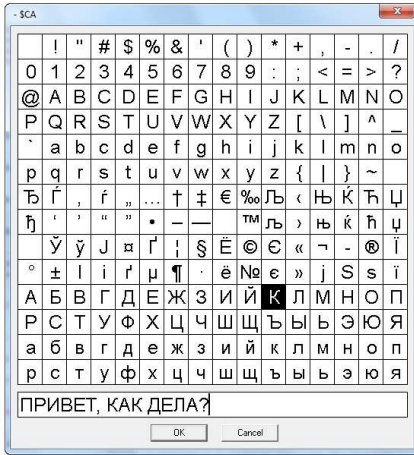 - $CA
! " # $ % & ' ( ) * + , - . /
0 1 2 3 4 5 6 7 8 9 : ; < = > ?
@ A B C D E F G H I J K L M N O
P Q R S T U V W X Y Z [ \ ] ^ _
` a b c d e f g h i j k l m n o
p q r s t u v w x y z { | } ~
Ђ Ѓ ‚ ѓ „ … † ‡ € ‰ Љ ‹ Њ Ќ Ћ Џ
ђ ‘ ’ “ ” • – — ™ љ › њ ќ ћ џ
Ў ў Ј ¤ Ґ ¦ § Ё © Є « ¬ - ® Ї
° ± І і ґ µ ¶ · ё № є » ј Ѕ ѕ ї
А Б В Г Д Е Ж З И Й К Л М Н О П
Р С Т У Ф Х Ц Ч Ш Щ Ъ Ы Ь Э Ю Я
а б в г д е ж з и й к л м н о п
р с т у ф х ц ч ш щ ъ ы ь э ю я
ПРИВЕТ, КАК ДЕЛА?
OK Cancel